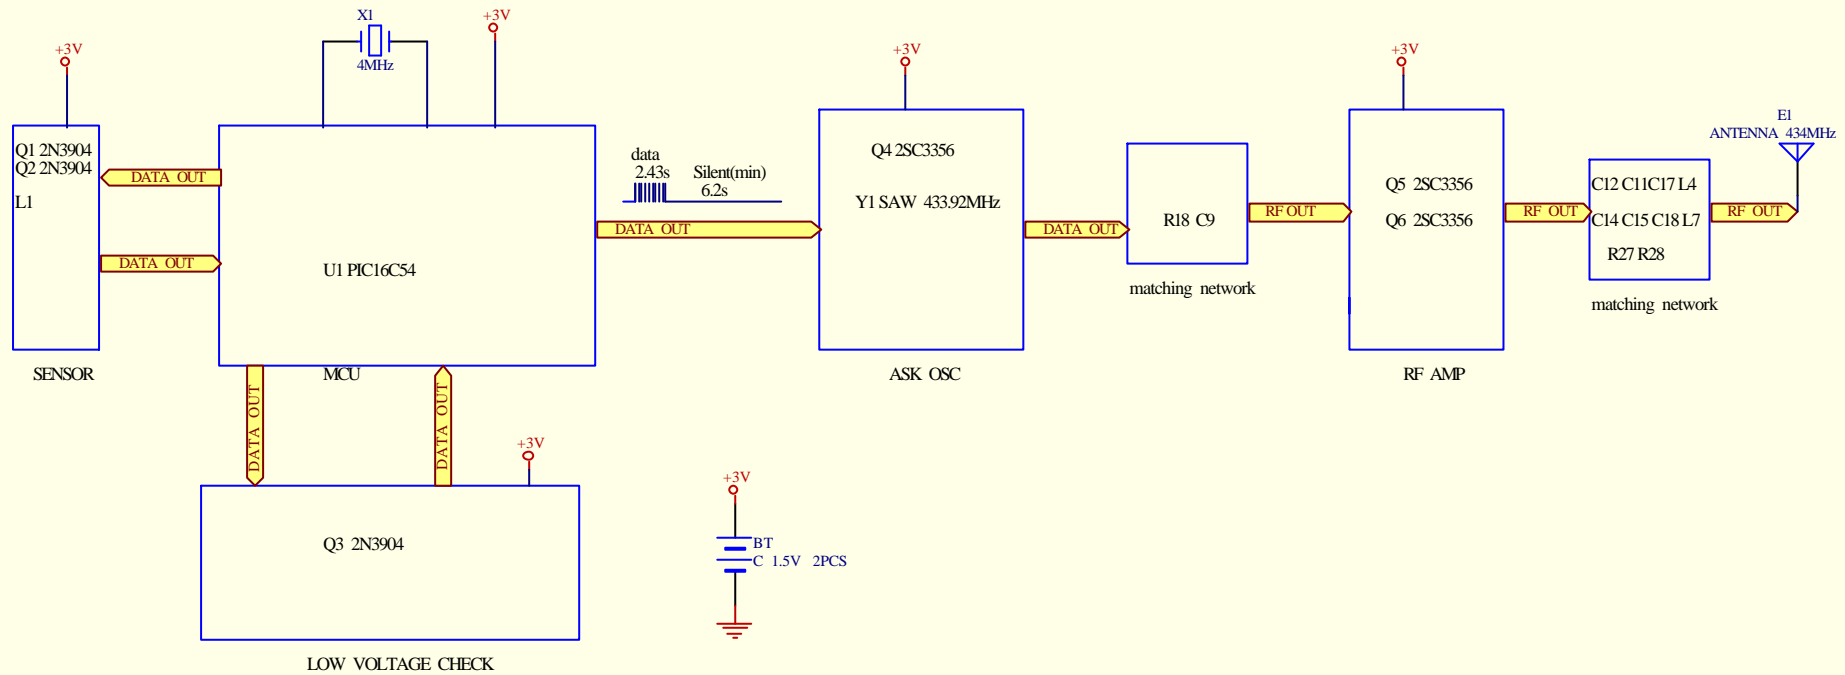 X1
4MHz
+3V
+3V
Q1 2N3904
Q2 2N3904
L1
SENSOR
DATA OUT
DATA OUT
U1 PIC16C54
MCU
data
2.43s
Silent(min)
6.2s
DATA OUT
+3V
Q4 2SC3356
Y1 SAW 433.92MHz
ASK OSC
DATA OUT
R18 C9
matching network
RF OUT
+3V
Q5 2SC3356
Q6 2SC3356
RF AMP
RF OUT
C12 C11C17 L4
C14 C15 C18 L7
R27 R28
matching network
RF OUT
E1
ANTENNA 434MHz
DATA OUT
DATA OUT
+3V
Q3 2N3904
LOW VOLTAGE CHECK
+3V
BT
C 1.5V 2PCS